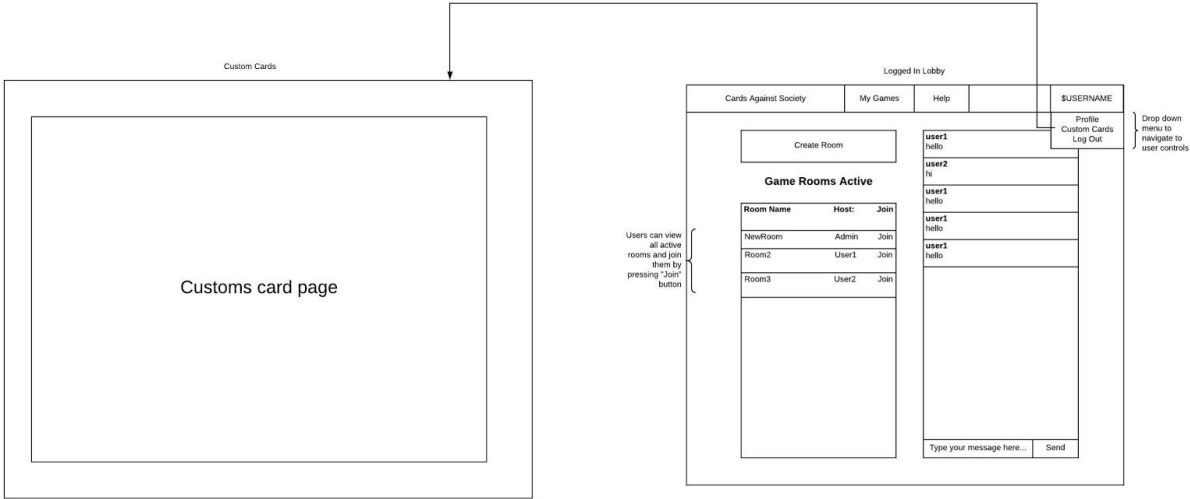 Custom Cards
Customs card page
Logged In Lobby
Cards Against Society
My Games
Help
$USERNAME
Profile
Custom Cards
Log Out
Drop down
menu to
navigate to
user controls
Create Room
Game Rooms Active
Room Name Host: Join
NewRoom Admin Join
Room2 User1 Join
Room3 User2 Join
Users can view
all active
rooms and join
them by
pressing "Join"
button
user1
hello
user2
hi
user1
hello
user1
hello
user1
hello
Type your message here...
Send